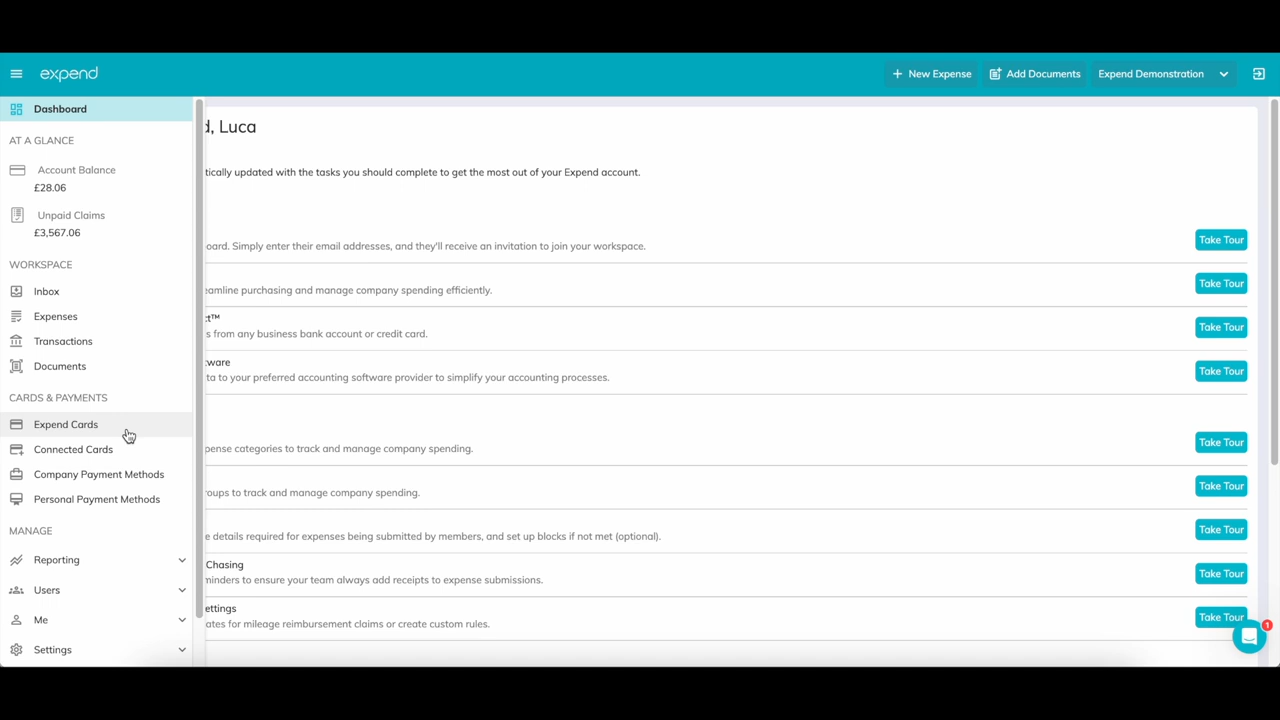 expend
New Expense
Add Documents
Expend Demonstration
Dashboard
AT A GLANCE
Account Balance
£28.06
Unpaid Claims
£3,567.06
WORKSPACE
Inbox
Expenses
Transactions
Documents
CARDS & PAYMENTS
Expend Cards
Connected Cards
Company Payment Methods
Personal Payment Methods
MANAGE
Reporting
Users
Me
Settings
d, Luca
tically updated with the tasks you should complete to get the most out of your Expend account.
oard. Simply enter their email addresses, and they'll receive an invitation to join your workspace.
Take Tour
eamline purchasing and manage company spending efficiently.
Take Tour
ct™
s from any business bank account or credit card.
Take Tour
tware
ta to your preferred accounting software provider to simplify your accounting processes.
Take Tour
pense categories to track and manage company spending.
Take Tour
roups to track and manage company spending.
Take Tour
e details required for expenses being submitted by members, and set up blocks if not met (optional).
Take Tour
Chasing
minders to ensure your team always add receipts to expense submissions.
Take Tour
ettings
ates for mileage reimbursement claims or create custom rules.
Take Tour
1